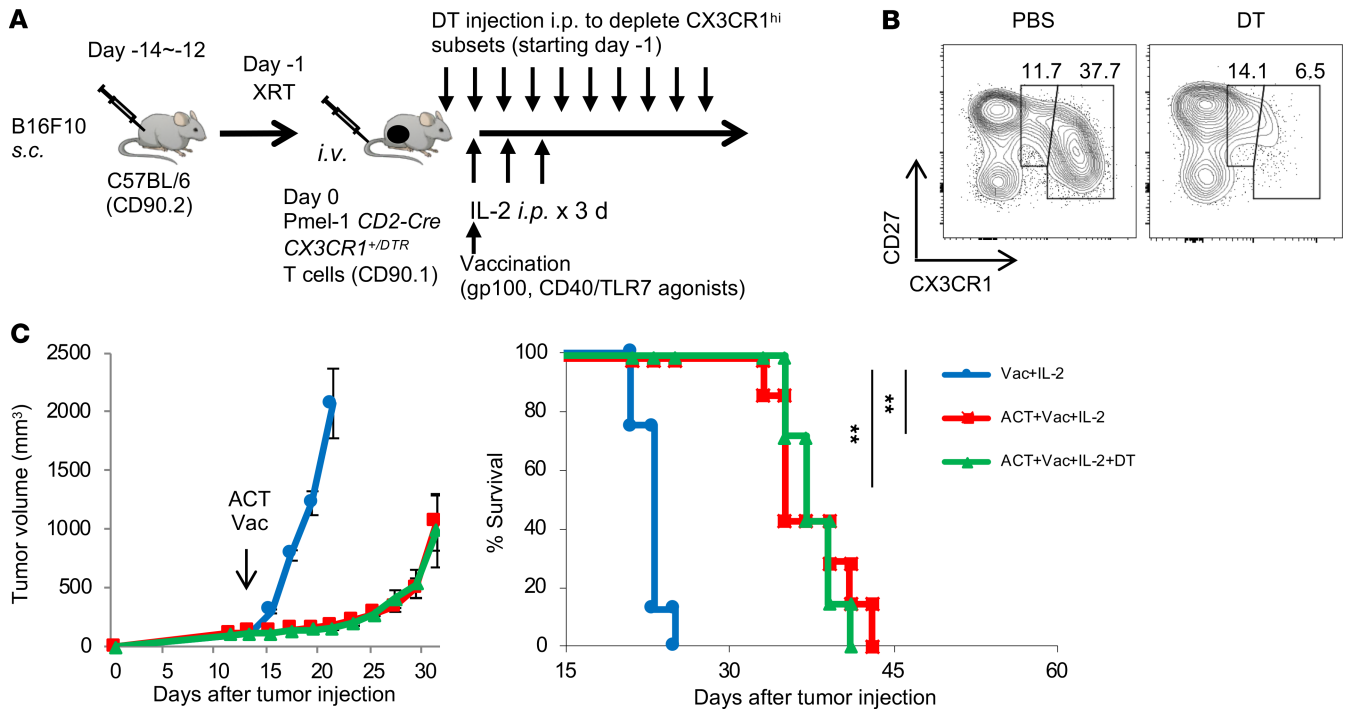 A
Day -14~-12
B16F10
s.c.
C57BL/6
(CD90.2)
Day -1
XRT
i.v.
Day 0
Pmel-1 CD2-Cre
CX3CR1+/DTR
T cells (CD90.1)
DT injection i.p. to deplete CX3CR1hi
subsets (starting day -1)
IL-2 i.p. x 3 d
Vaccination
(gp100, CD40/TLR7 agonists)
B
PBS
DT
11.7 37.7
14.1 6.5
CD27
CX3CR1
C
Tumor volume (mm3)
2500
2000
1500
1000
500
0
ACT
Vac
0 5 10 15 20 25 30
Days after tumor injection
% Survival
100
80
60
40
20
0
15 30 45 60
Days after tumor injection
**
**
Vac+IL-2
ACT+Vac+IL-2
ACT+Vac+IL-2+DT